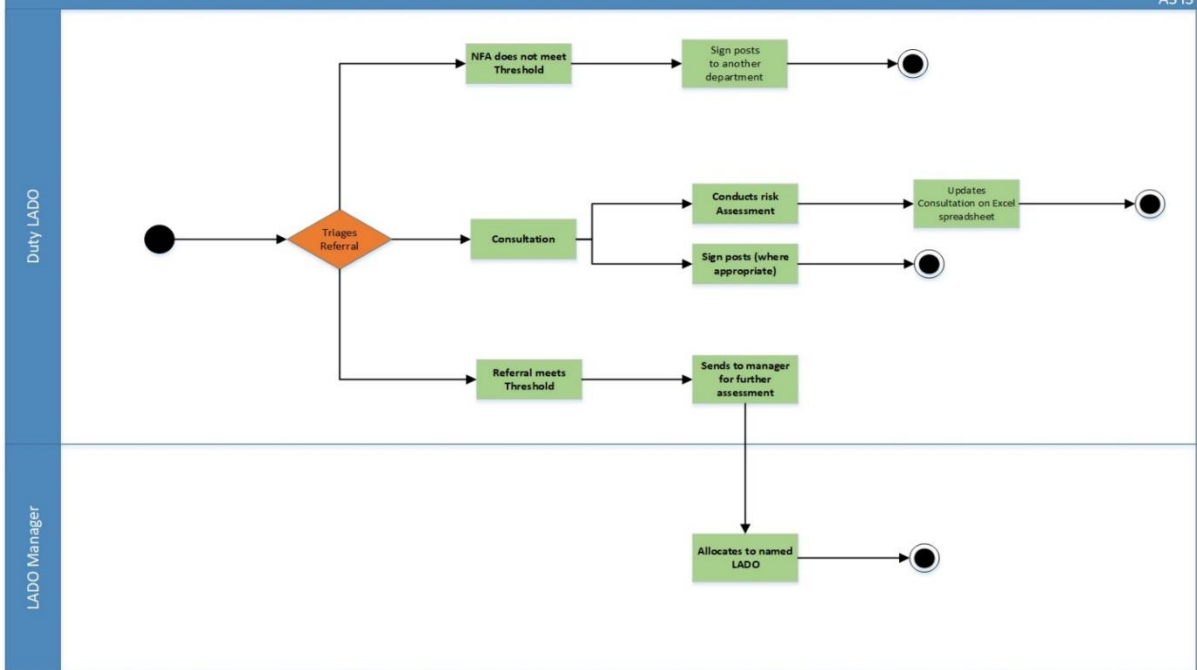 AS IS
Duty LADO
NFA does not meet
Threshold
Sign posts
to another
department
Triages
Referral
Consultation
Conducts risk
Assessment
Updates
Consultation on Excel
spreadsheet
Sign posts (where
appropriate)
Referral meets
Threshold
Sends to manager
for further
assessment
LADO Manager
Allocates to named
LADO